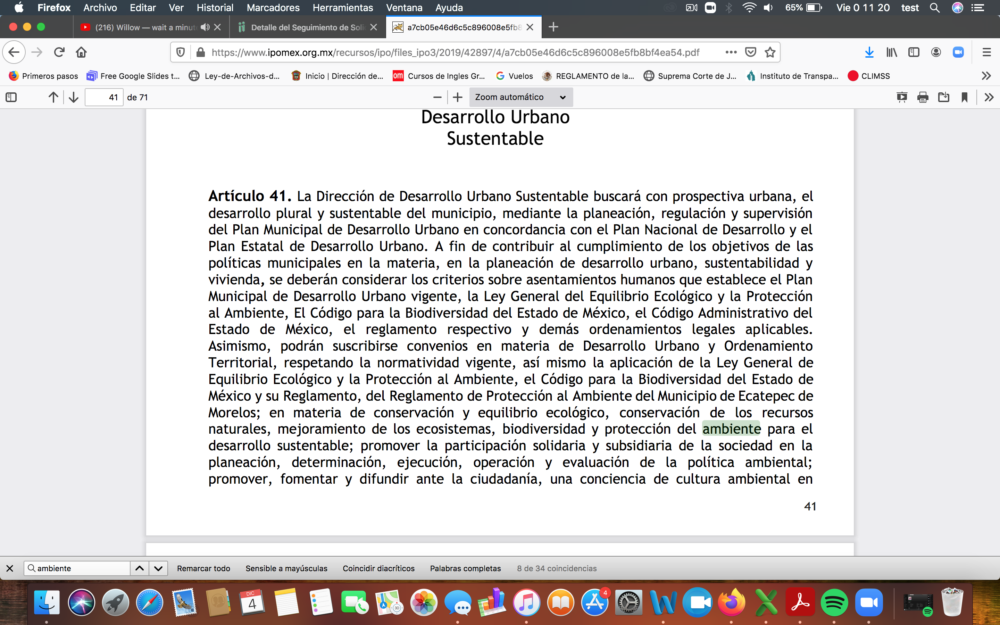 Firefox Archivo Editar Ver Historial Marcadores Herramientas Ventana Ayuda 65% Vie 0 11 20 test
(216) Willow — wait a minut Detalle del Seguimiento de Soli a7cb05e46d6c5c896008e5fb8
https://www.ipomex.org.mx/recursos/ipo/files_ipo3/2019/42897/4/a7cb05e46d6c5c896008e5fb8bf4ea54.pdf
Primeros pasos Free Google Slides t... Ley-de-Archivos-d... Inicio | Dirección de... om Cursos de Ingles Gr... Vuelos REGLAMENTO de la... Suprema Corte de J... Instituto de Transpa... CLIMSS
41 de 71 Zoom automático
Desarrollo Urbano
Sustentable
Artículo 41. La Dirección de Desarrollo Urbano Sustentable buscará con prospectiva urbana, el
desarrollo plural y sustentable del municipio, mediante la planeación, regulación y supervisión
del Plan Municipal de Desarrollo Urbano en concordancia con el Plan Nacional de Desarrollo y el
Plan Estatal de Desarrollo Urbano. A fin de contribuir al cumplimiento de los objetivos de las
políticas municipales en la materia, en la planeación de desarrollo urbano, sustentabilidad y
vivienda, se deberán considerar los criterios sobre asentamientos humanos que establece el Plan
Municipal de Desarrollo Urbano vigente, la Ley General del Equilibrio Ecológico y la Protección
al Ambiente, El Código para la Biodiversidad del Estado de México, el Código Administrativo del
Estado de México, el reglamento respectivo y demás ordenamientos legales aplicables.
Asimismo, podrán suscribirse convenios en materia de Desarrollo Urbano y Ordenamiento
Territorial, respetando la normatividad vigente, así mismo la aplicación de la Ley General de
Equilibrio Ecológico y la Protección al Ambiente, el Código para la Biodiversidad del Estado de
México y su Reglamento, del Reglamento de Protección al Ambiente del Municipio de Ecatepec de
Morelos; en materia de conservación y equilibrio ecológico, conservación de los recursos
naturales, mejoramiento de los ecosistemas, biodiversidad y protección del ambiente para el
desarrollo sustentable; promover la participación solidaria y subsidiaria de la sociedad en la
planeación, determinación, ejecución, operación y evaluación de la política ambiental;
promover, fomentar y difundir ante la ciudadanía, una conciencia de cultura ambiental en
41
ambiente Remarcar todo Sensible a mayúsculas Coincidir diacríticos Palabras completas 8 de 34 coincidencias
DIC
4
3D
4